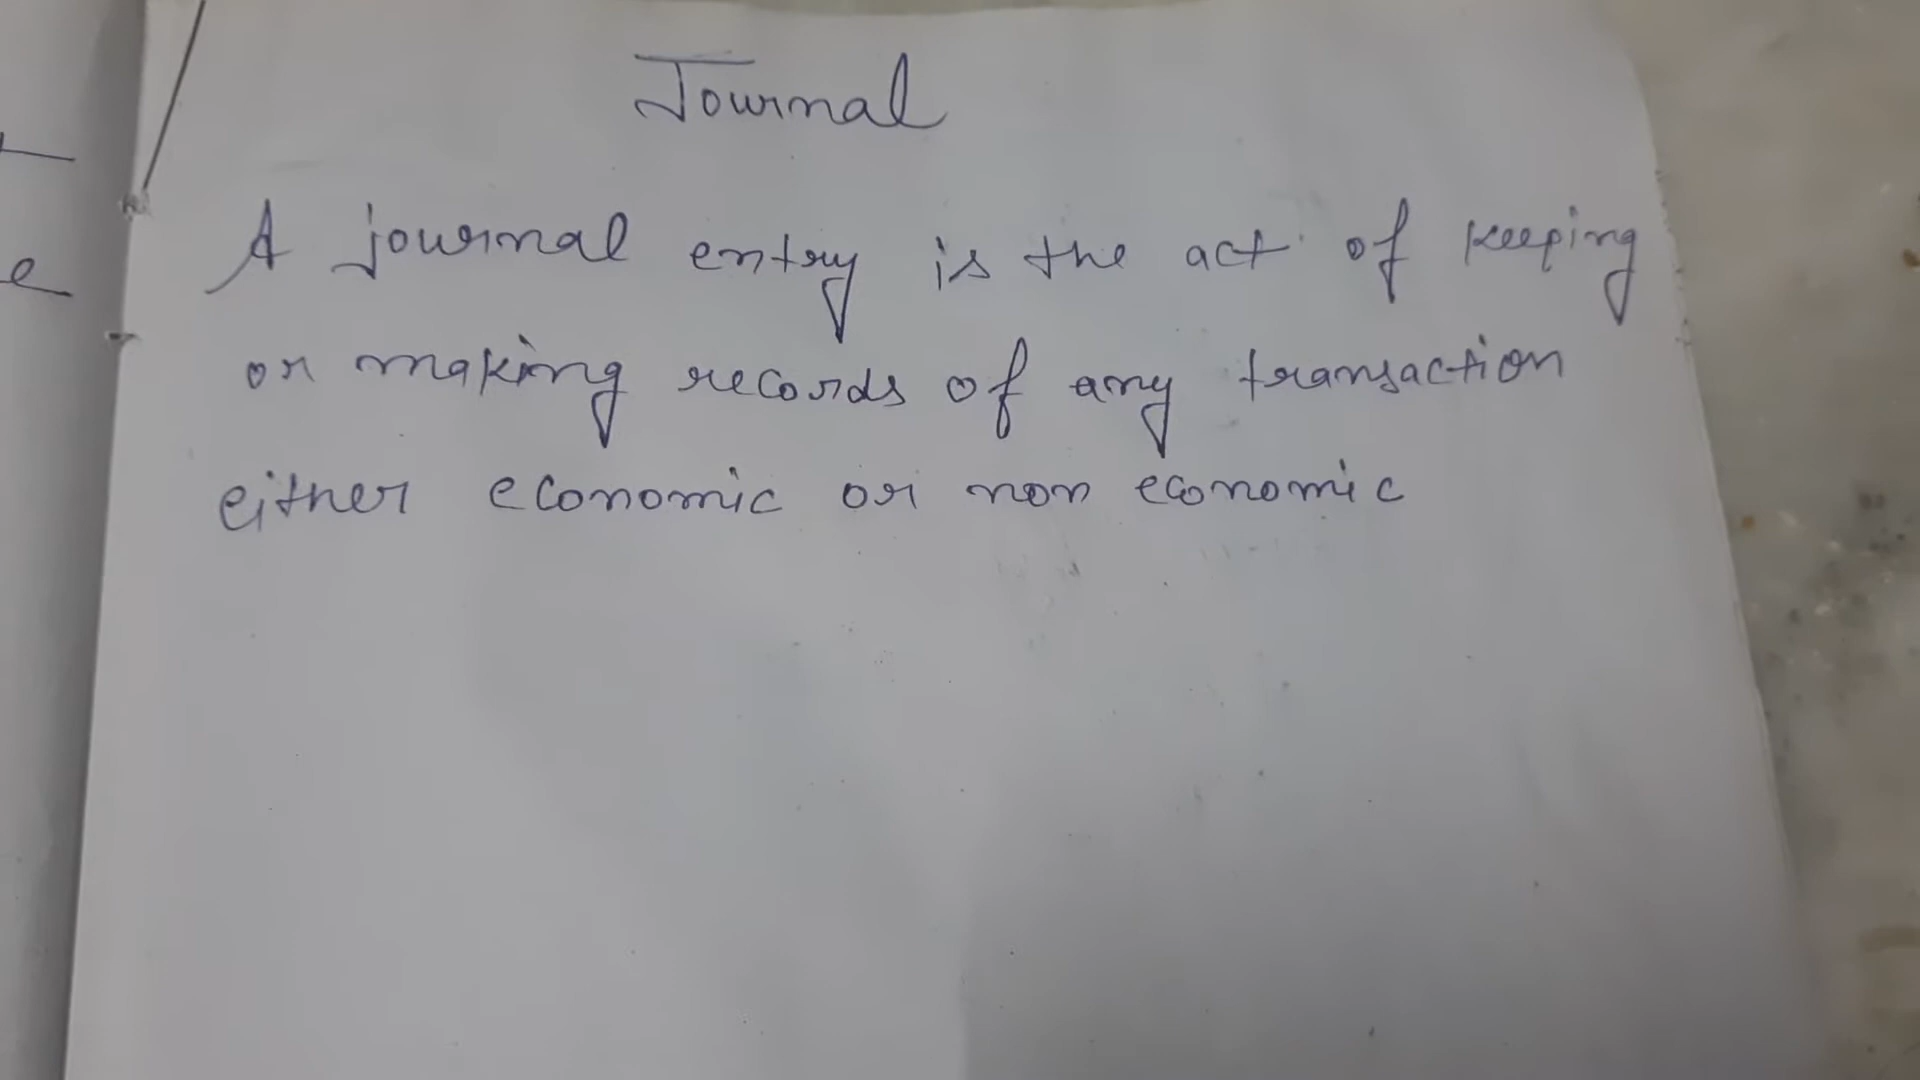 Journal
A journal entry is the act of keeping
or making records of any transaction
either economic or non economic